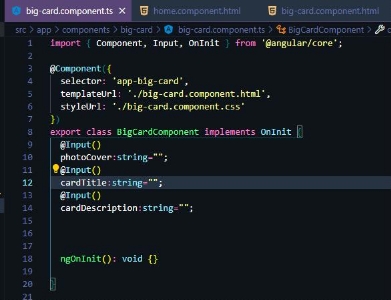 big-card.component.ts × home.component.html big-card.component.html
src > app > components > big-card > big-card.component.ts > BigCardComponent >
1 import { Component, Input, OnInit } from '@angular/core';
2
3 @Component({
4 selector: 'app-big-card',
5 templateUrl: './big-card.component.html',
6 styleUrl: './big-card.component.css'
7 })
8 export class BigCardComponent implements OnInit {
9 @Input()
10 photoCover:string="";
11 @Input()
12 cardTitle:string="";
13 @Input()
14 cardDescription:string="";
15
16
17
18 ngOnInit(): void {}
19
20 }
21